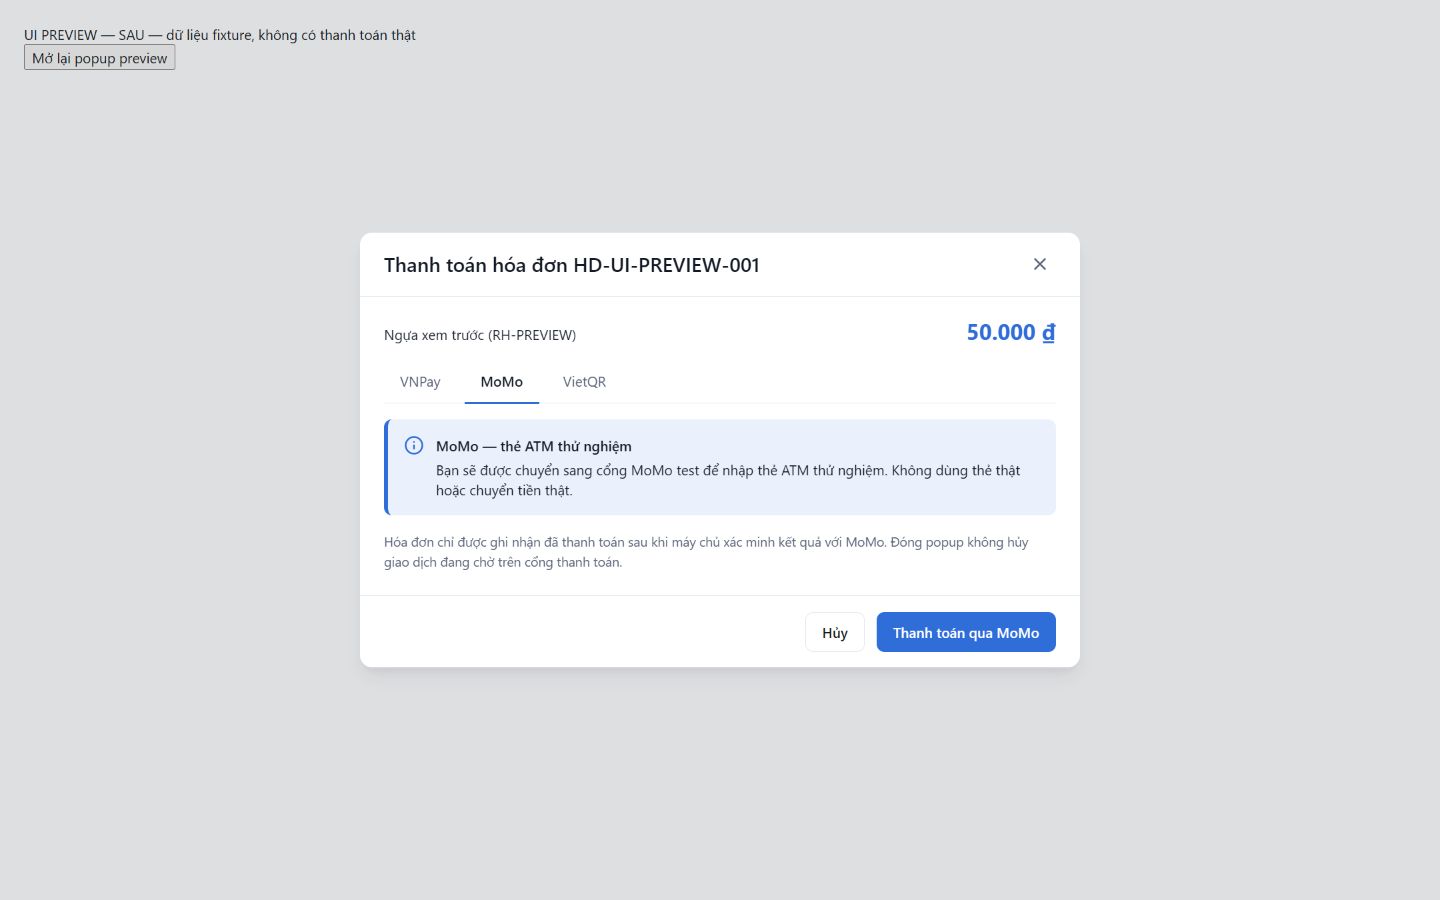 UI PREVIEW — SAU — dữ liệu fixture, không có thanh toán thật
Mở lại popup preview
Thanh toán hóa đơn HD-UI-PREVIEW-001
Ngựa xem trước (RH-PREVIEW)
50.000 ₫
VNPay
MoMo
VietQR
MoMo — thẻ ATM thử nghiệm
Bạn sẽ được chuyển sang cổng MoMo test để nhập thẻ ATM thử nghiệm. Không dùng thẻ thật
hoặc chuyển tiền thật.
Hóa đơn chỉ được ghi nhận đã thanh toán sau khi máy chủ xác minh kết quả với MoMo. Đóng popup không hủy
giao dịch đang chờ trên cổng thanh toán.
Hủy
Thanh toán qua MoMo